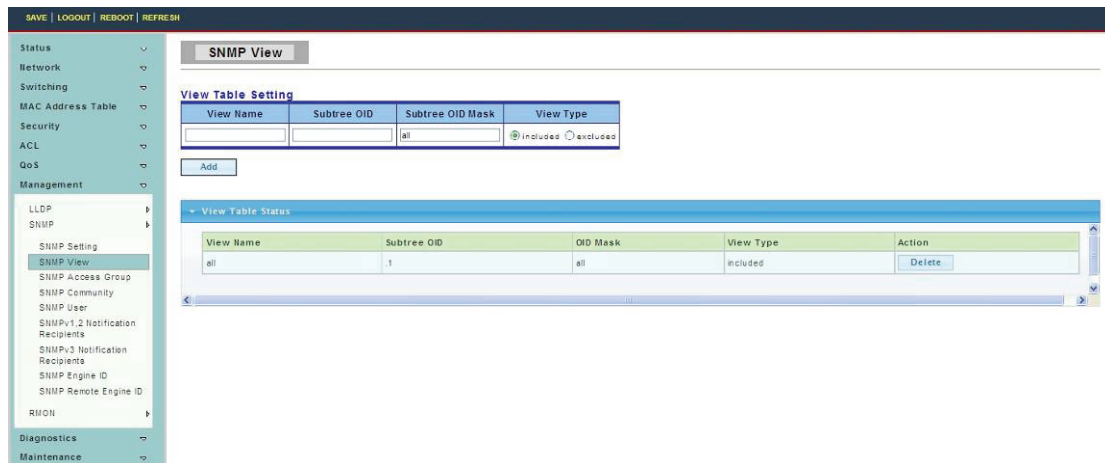 SAVE | LOGOUT | REBOOT | REFRESH
Status
Network
Switching
MAC Address Table
Security
ACL
QoS
Management
LLDP
SNMP
SNMP Setting
SNMP View
SNMP Access Group
SNMP Community
SNMP User
SNMPv1,2 Notification
Recipients
SNMPv3 Notification
Recipients
SNMP Engine ID
SNMP Remote Engine ID
RMON
Diagnostics
Maintenance
SNMP View
View Table Setting
View Name Subtree OID Subtree OID Mask View Type
all included excluded
Add
View Table Status
View Name Subtree OID OID Mask View Type Action
all .1 all included Delete